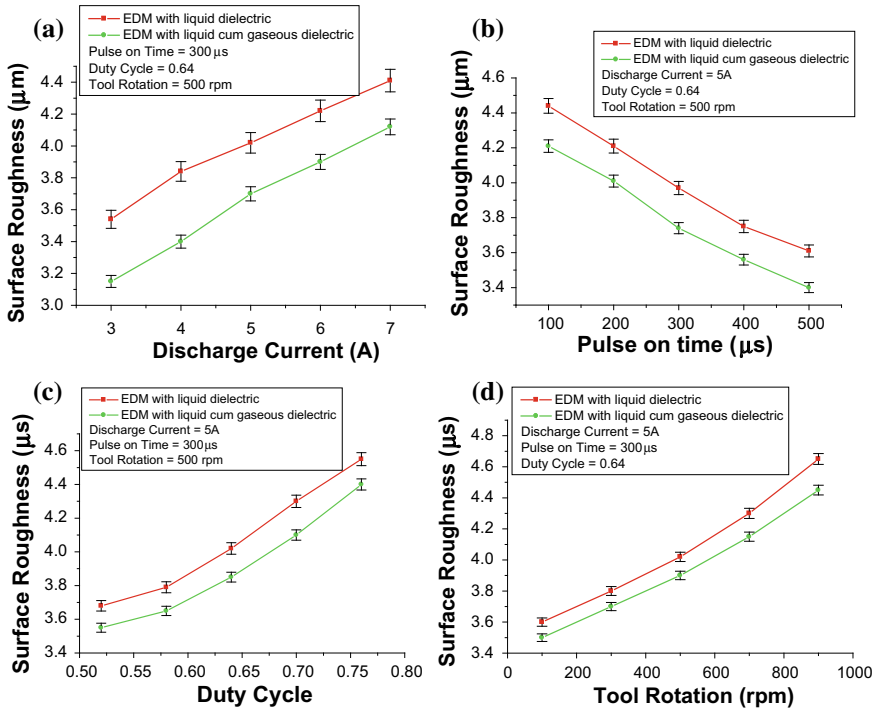 (a)
EDM with liquid dielectric
EDM with liquid cum gaseous dielectric
Pulse on Time = 300 μs
Duty Cycle = 0.64
Tool Rotation = 500 rpm
Surface Roughness (μm)
4.4
4.2
4.0
3.8
3.6
3.4
3.2
3.0
3 4 5 6 7
Discharge Current (A)
(b)
EDM with liquid dielectric
EDM with liquid cum gaseous dielectric
Discharge Current = 5A
Duty Cycle = 0.64
Tool Rotation = 500 rpm
Surface Roughness (μm)
4.6
4.4
4.2
4.0
3.8
3.6
3.4
100 200 300 400 500
Pulse on time (μs)
(c)
EDM with liquid dielectric
EDM with liquid cum gaseous dielectric
Discharge Current = 5A
Pulse on Time = 300μs
Tool Rotation = 500 rpm
Surface Roughness (μs)
4.6
4.4
4.2
4.0
3.8
3.6
3.4
0.50 0.55 0.60 0.65 0.70 0.75 0.80
Duty Cycle
(d)
EDM with liquid dielectric
EDM with liquid cum gaseous dielectric
Discharge Current = 5A
Pulse on Time = 300μs
Duty Cycle = 0.64
Surface Roughness (μs)
4.8
4.6
4.4
4.2
4.0
3.8
3.6
3.4
0 200 400 600 800 1000
Tool Rotation (rpm)